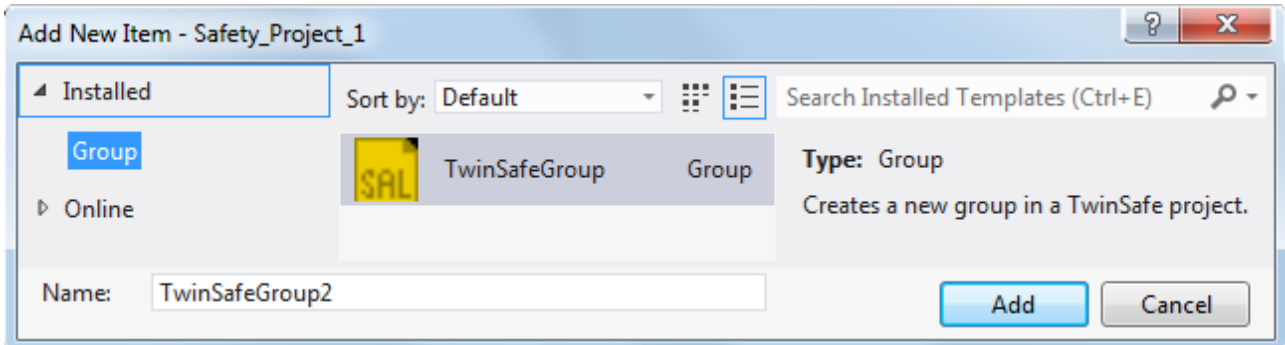 Add New Item - Safety_Project_1
Installed
Sort by: Default
Search Installed Templates (Ctrl+E)
Group
SAL
TwinSafeGroup Group
Type: Group
Online
Creates a new group in a TwinSafe project.
Name: TwinSafeGroup2
Add
Cancel